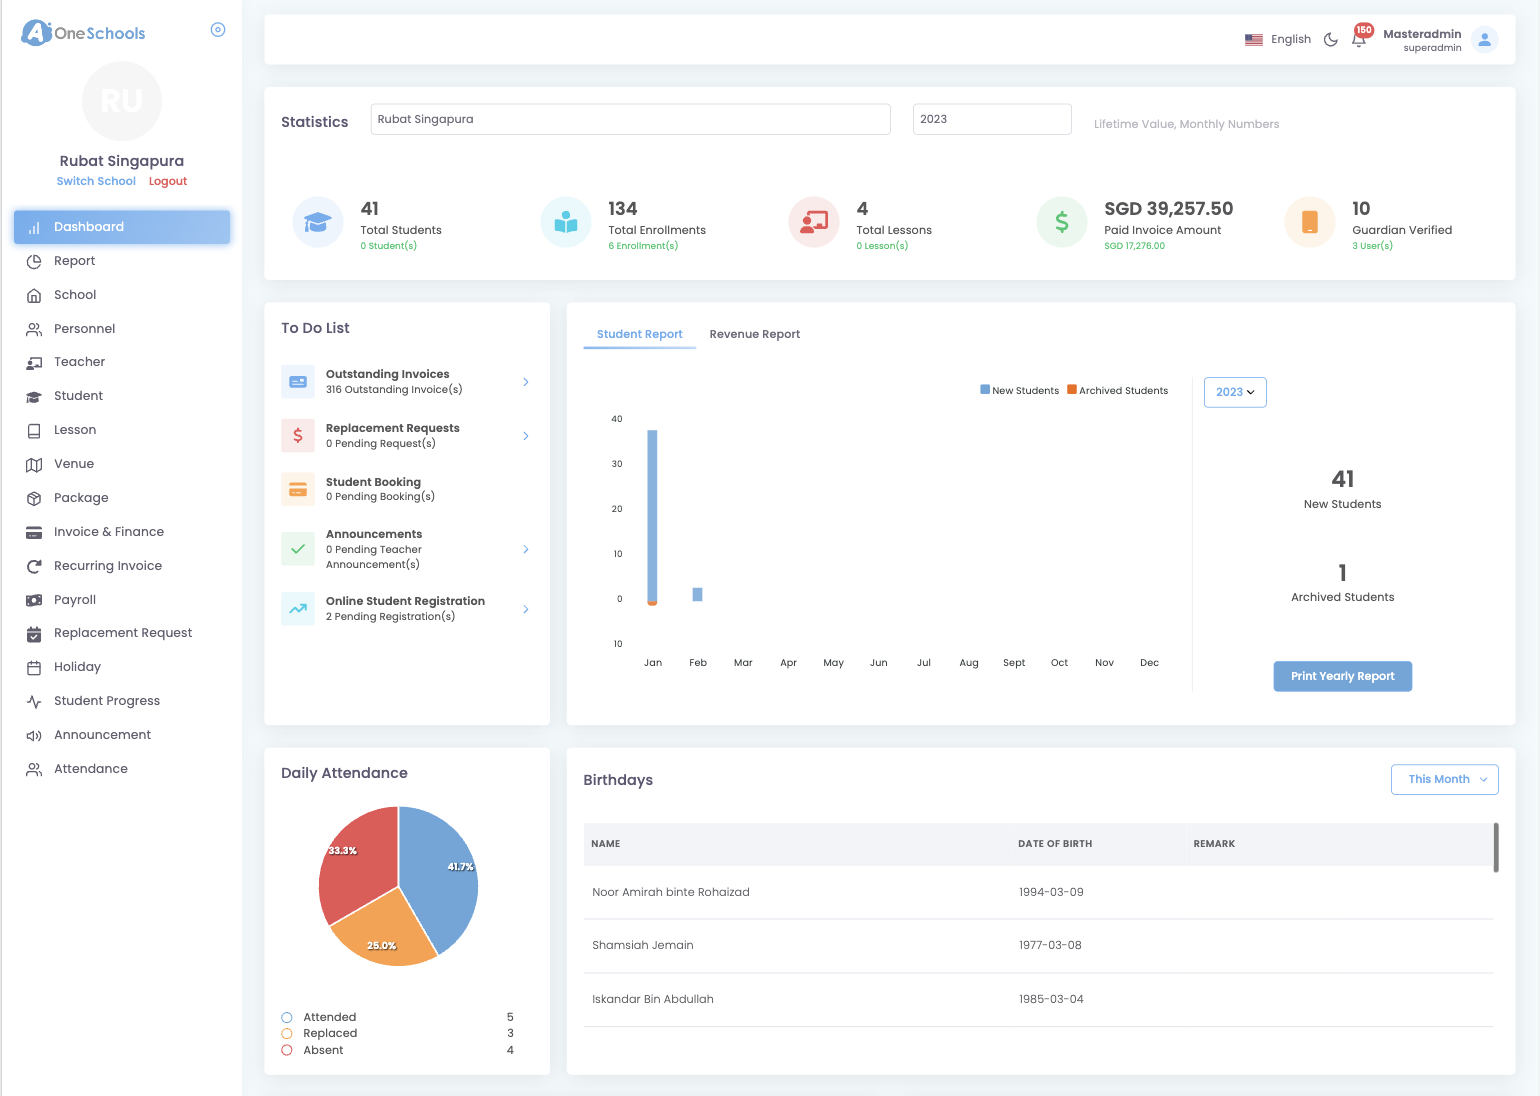 AiOneSchools
RU
Rubat Singapura
Switch School Logout
Dashboard
Report
School
Personnel
Teacher
Student
Lesson
Venue
Package
Invoice & Finance
Recurring Invoice
Payroll
Replacement Request
Holiday
Student Progress
Announcement
Attendance
English
150
Masteradmin
superadmin
Statistics
Rubat Singapura
2023
Lifetime Value, Monthly Numbers
41
Total Students
0 Student(s)
134
Total Enrollments
6 Enrollment(s)
4
Total Lessons
0 Lesson(s)
SGD 39,257.50
Paid Invoice Amount
SGD 17,276.00
10
Guardian Verified
3 User(s)
To Do List
Outstanding Invoices
316 Outstanding Invoice(s)
Replacement Requests
0 Pending Request(s)
Student Booking
0 Pending Booking(s)
Announcements
0 Pending Teacher
Announcement(s)
Online Student Registration
2 Pending Registration(s)
Student Report Revenue Report
New Students Archived Students
40
30
20
10
0
10
Jan Feb Mar Apr May Jun Jul Aug Sept Oct Nov Dec
2023
41
New Students
1
Archived Students
Print Yearly Report
Daily Attendance
33.3%
41.7%
25.0%
Attended 5
Replaced 3
Absent 4
Birthdays
This Month
NAME DATE OF BIRTH REMARK
Noor Amirah binte Rohaizad 1994-03-09
Shamsiah Jemain 1977-03-08
Iskandar Bin Abdullah 1985-03-04